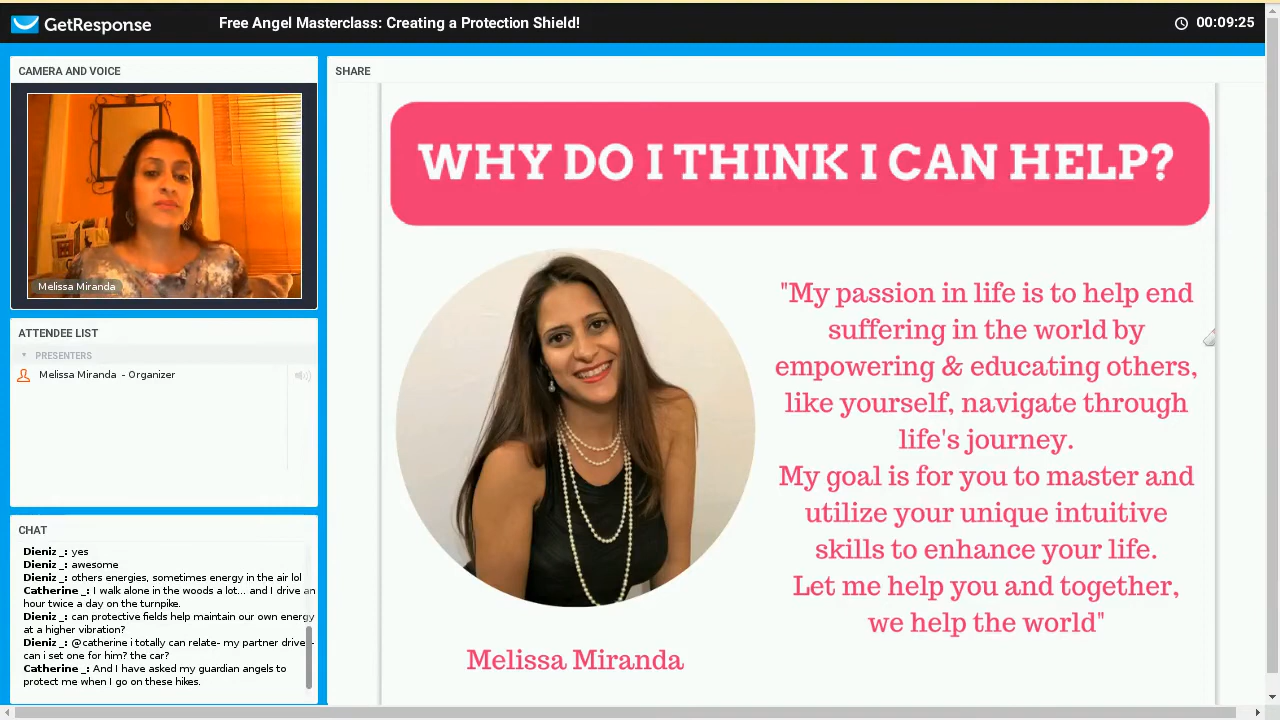 GetResponse
Free Angel Masterclass: Creating a Protection Shield!
00:09:25
CAMERA AND VOICE
Melissa Miranda
ATTENDEE LIST
PRESENTERS
Melissa Miranda - Organizer
CHAT
Dieniz _: yes
Dieniz _: awesome
Dieniz _: others energies, sometimes energy in the air lol
Catherine _: I walk alone in the woods a lot... and I drive an
hour twice a day on the turnpike.
Dieniz _: can protective fields help maintain our own energy
at a higher vibration?
Dieniz _: @catherine i totally can relate- my partner drive
can i set one for him? the car?
Catherine _: And I have asked my guardian angels to
protect me when I go on these hikes.
SHARE
WHY DO I THINK I CAN HELP?
"My passion in life is to help end
suffering in the world by
empowering & educating others,
like yourself, navigate through
life's journey.
My goal is for you to master and
utilize your unique intuitive
skills to enhance your life.
Let me help you and together,
we help the world"
Melissa Miranda